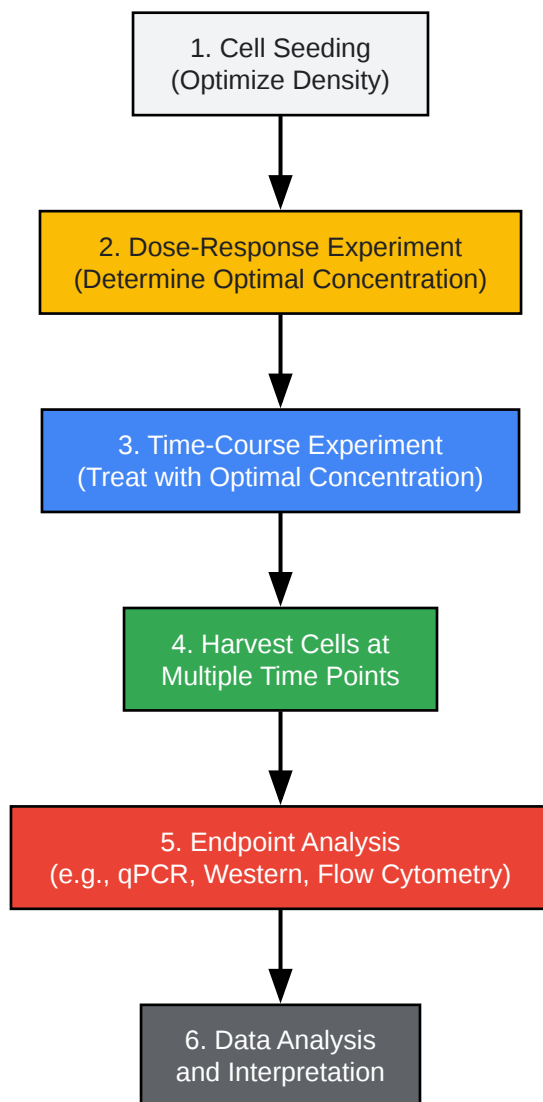 1. Cell Seeding
(Optimize Density)
2. Dose-Response Experiment
(Determine Optimal Concentration)
3. Time-Course Experiment
(Treat with Optimal Concentration)
4. Harvest Cells at
Multiple Time Points
5. Endpoint Analysis
(e.g., qPCR, Western, Flow Cytometry)
6. Data Analysis
and Interpretation